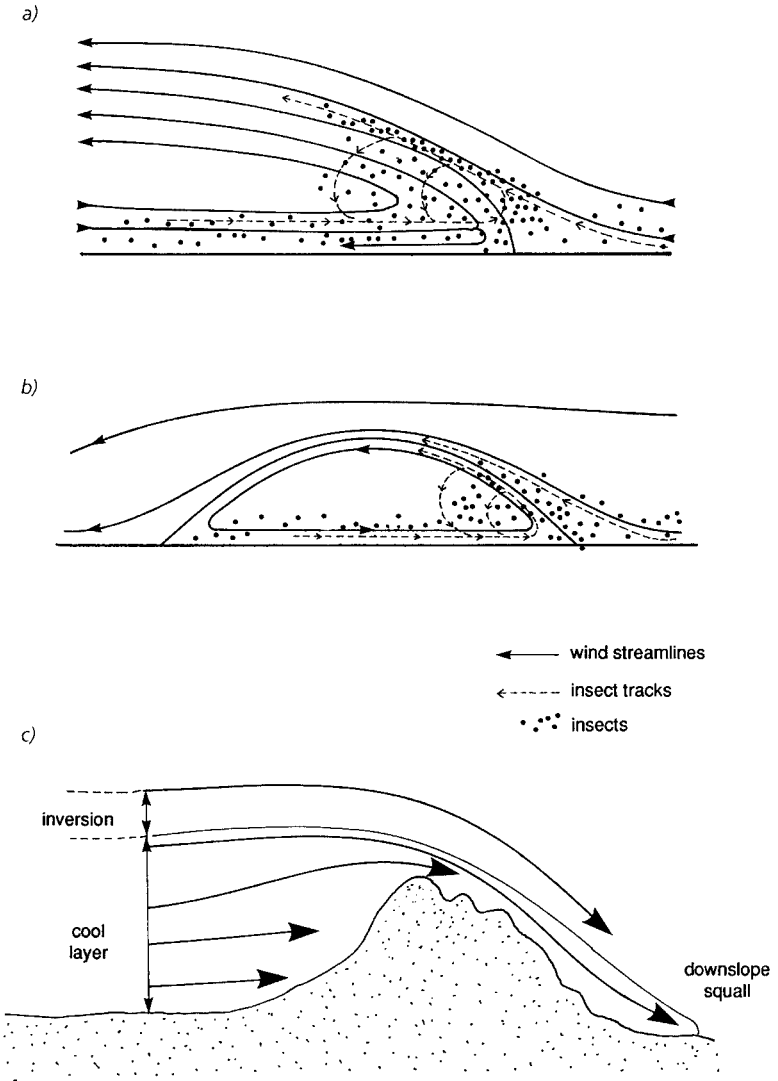 a)
b)
wind streamlines
insect tracks
insects
c)
inversion
cool
layer
downslope
squall